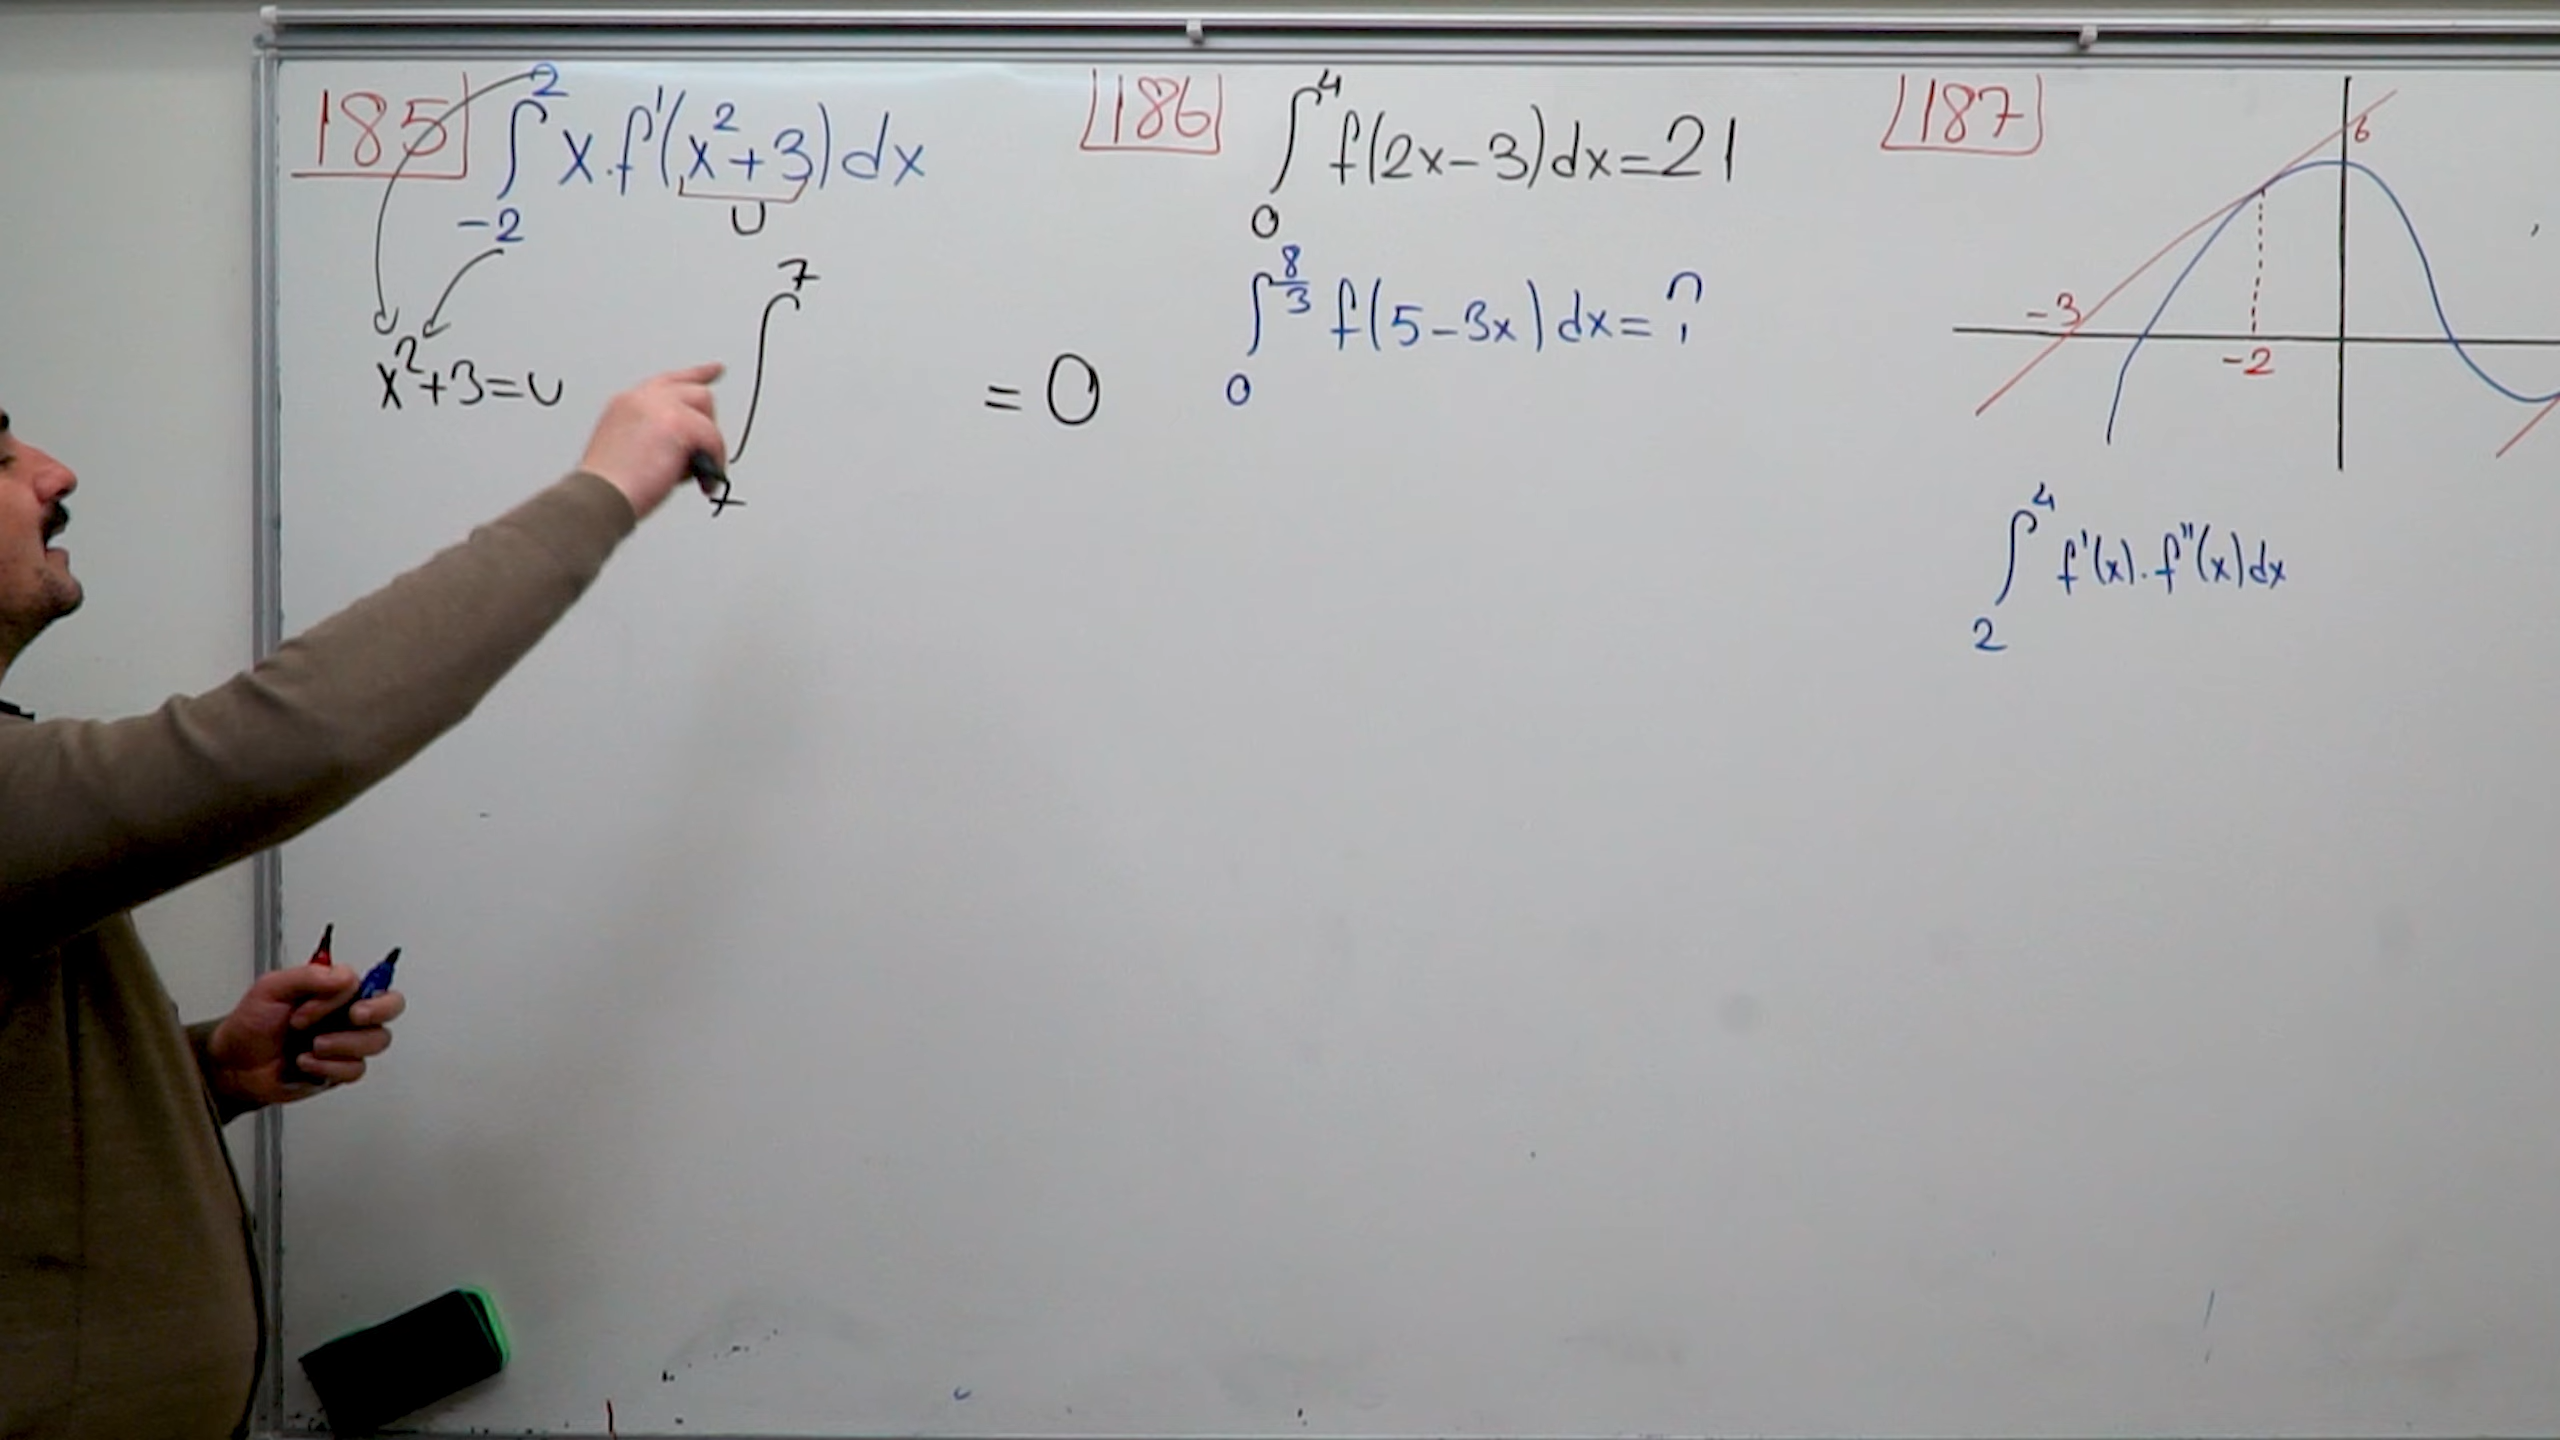 185 ∫₋₂² x.f'(x²+3)dx
U
x²+3=U
∫₇⁷ = 0
186 ∫₀⁴ f(2x-3)dx=21
∫₀^(8/3) f(5-3x)dx=?
187
6
-3
-2
∫₂⁴ f'(x).f''(x)dx